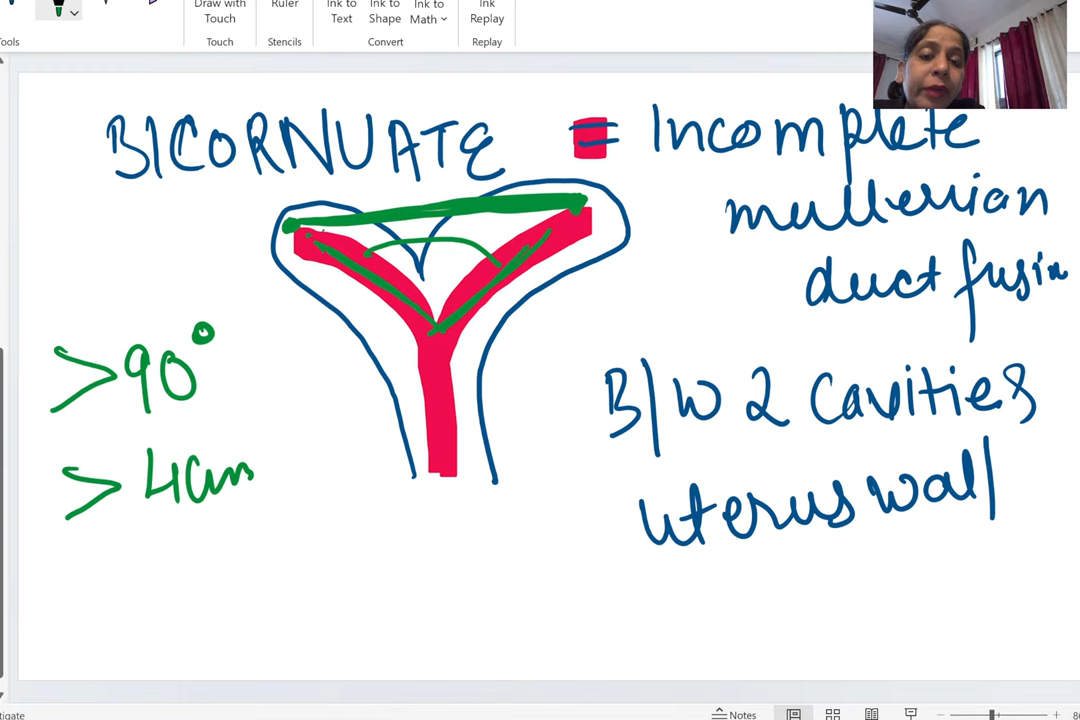 Draw with Touch
Ruler
Ink to Text
Ink to Shape
Ink to Math
Ink Replay
Tools
Touch
Stencils
Convert
Replay
BICORNUATE = Incomplete
mullerian
duct fusin
>90°
>4cm
B/W 2 Cavities
uterus wall
tigate
Notes